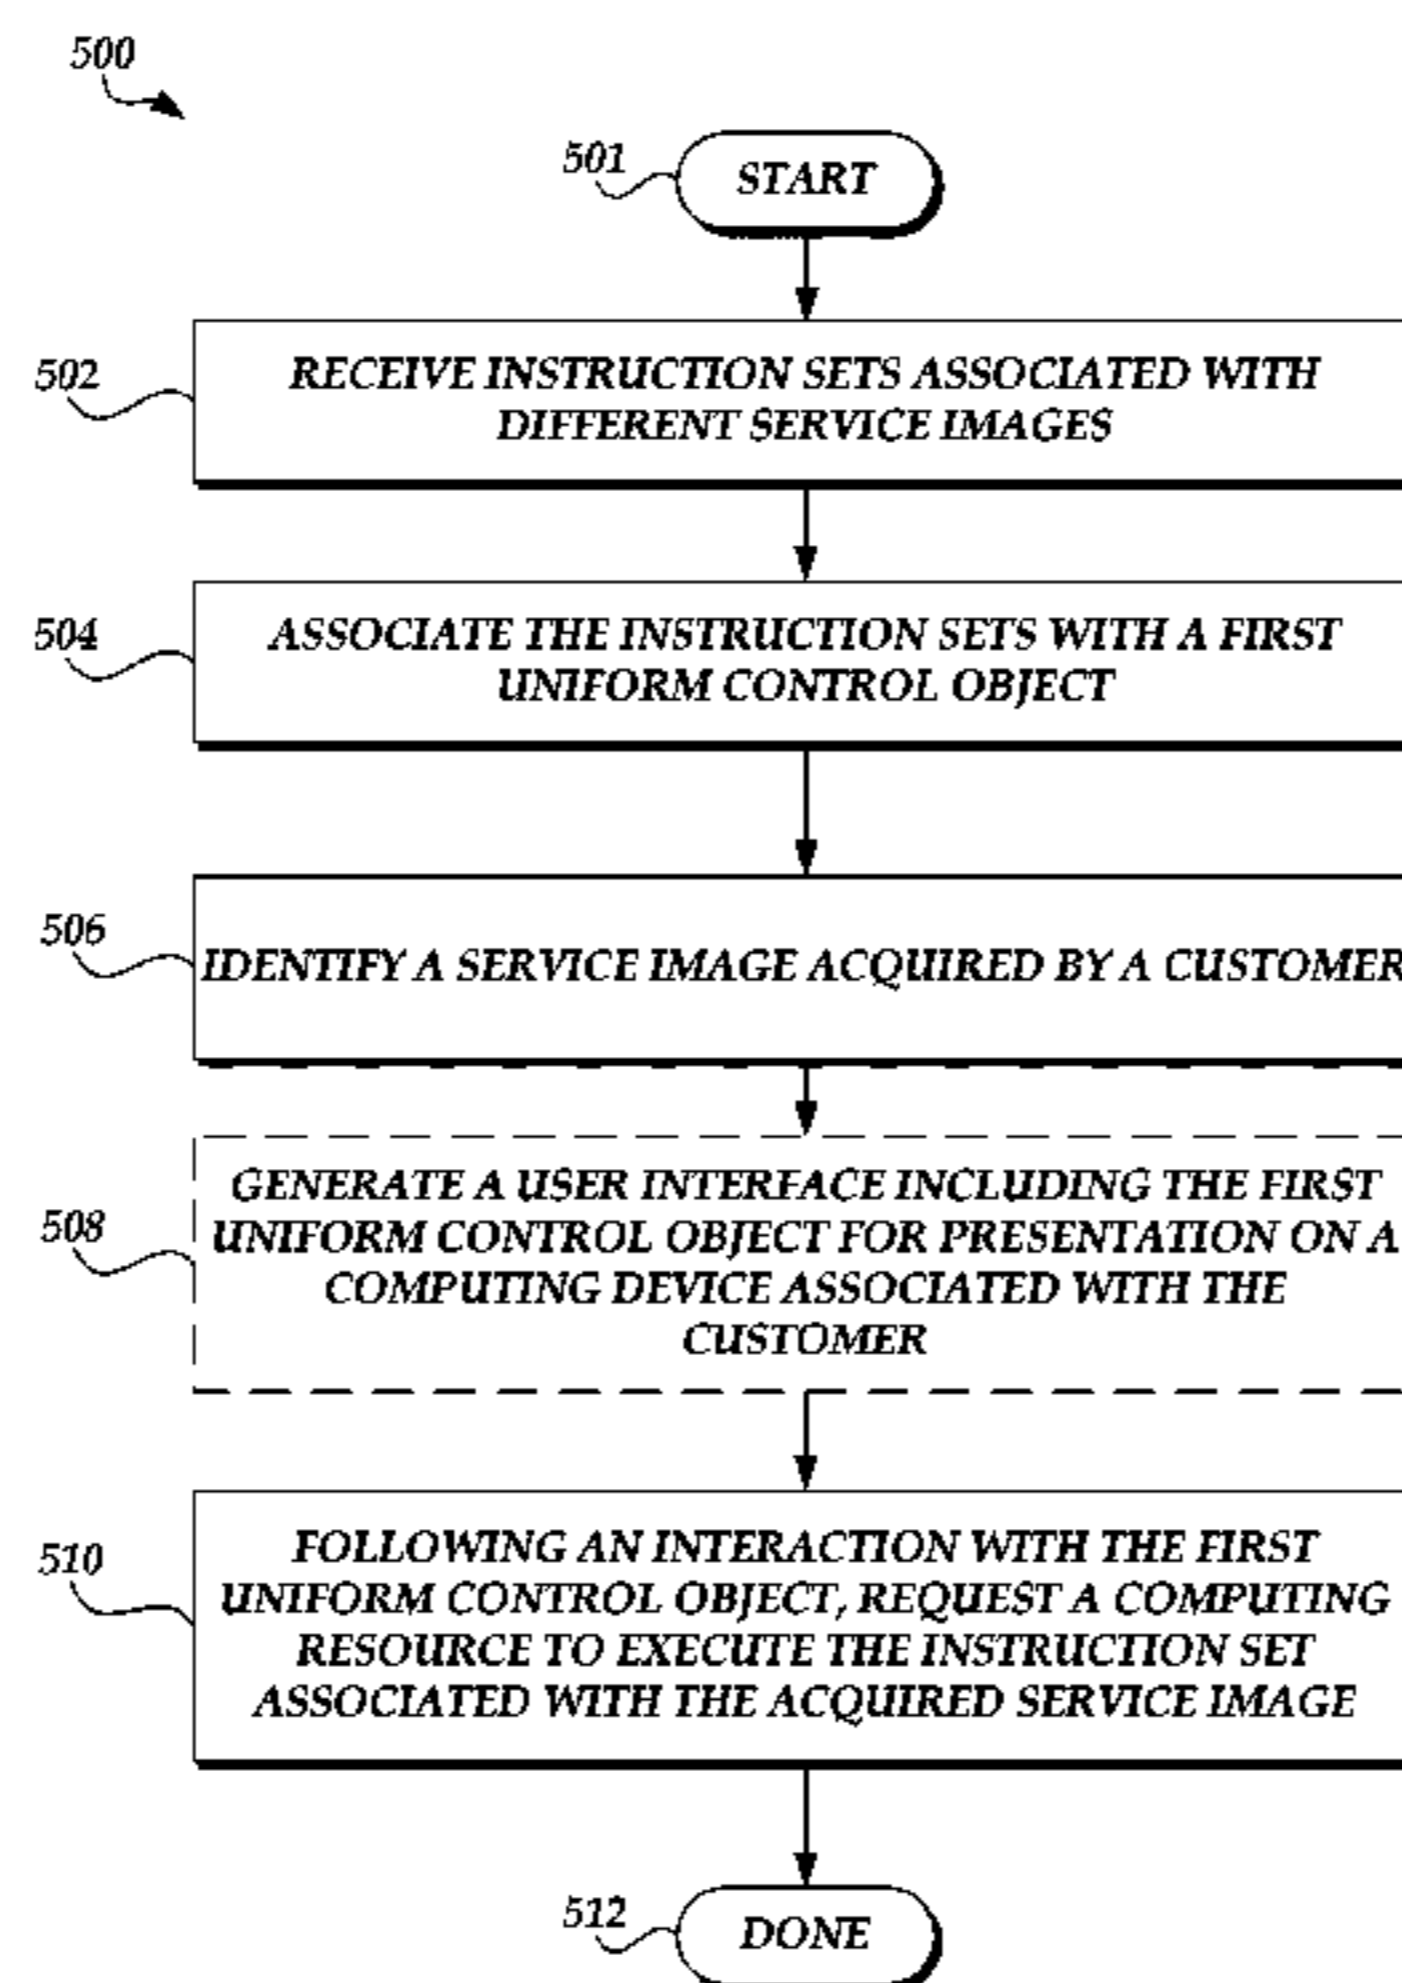 500
501
START
502
RECEIVE INSTRUCTION SETS ASSOCIATED WITH
DIFFERENT SERVICE IMAGES
504
ASSOCIATE THE INSTRUCTION SETS WITH A FIRST
UNIFORM CONTROL OBJECT
506
IDENTIFY A SERVICE IMAGE ACQUIRED BY A CUSTOMER
508
GENERATE A USER INTERFACE INCLUDING THE FIRST
UNIFORM CONTROL OBJECT FOR PRESENTATION ON A
COMPUTING DEVICE ASSOCIATED WITH THE
CUSTOMER
510
FOLLOWING AN INTERACTION WITH THE FIRST
UNIFORM CONTROL OBJECT, REQUEST A COMPUTING
RESOURCE TO EXECUTE THE INSTRUCTION SET
ASSOCIATED WITH THE ACQUIRED SERVICE IMAGE
512
DONE